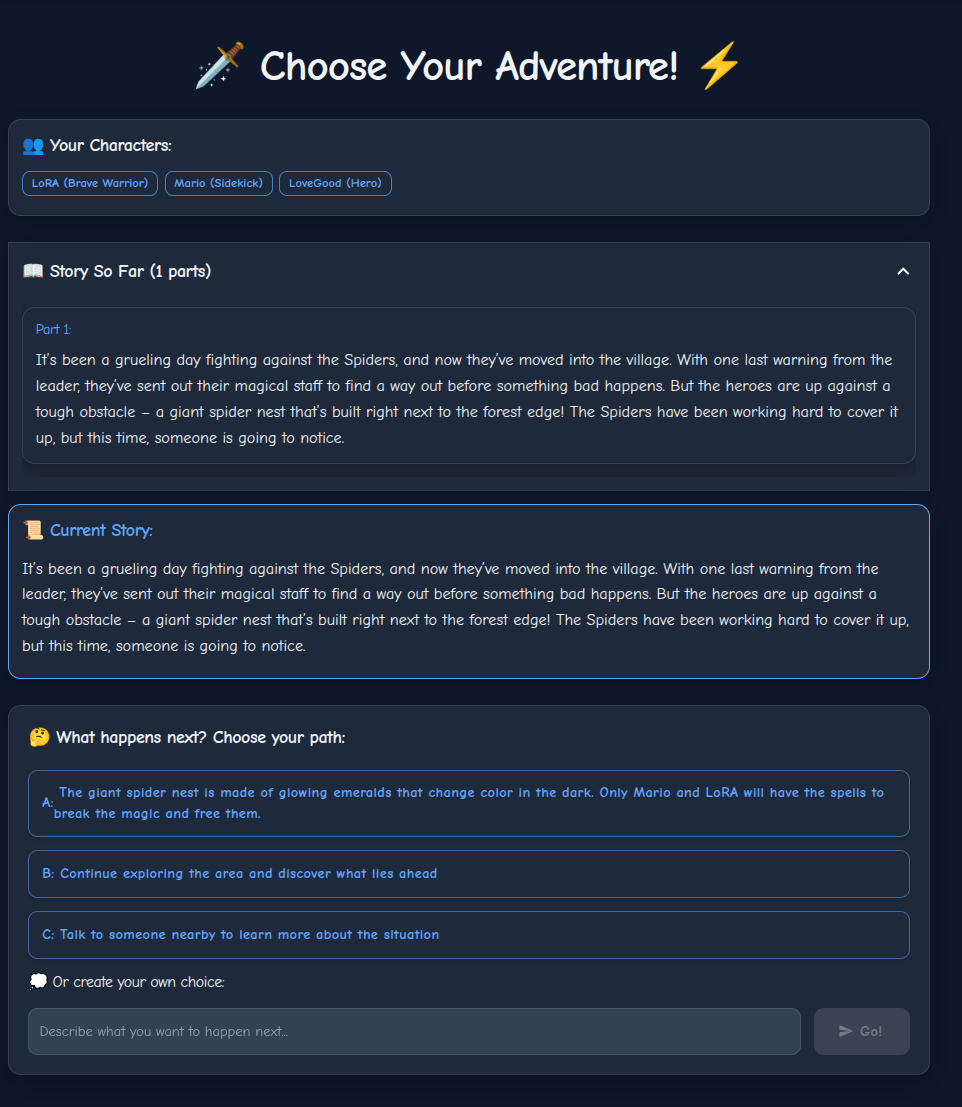 Choose Your Adventure!
Your Characters:
LoRA (Brave Warrior) Mario (Sidekick) LoveGood (Hero)
Story So Far (1 parts)
Part 1:
It's been a grueling day fighting against the Spiders, and now they've moved into the village. With one last warning from the
leader, they've sent out their magical staff to find a way out before something bad happens. But the heroes are up against a
tough obstacle – a giant spider nest that's built right next to the forest edge! The Spiders have been working hard to cover it
up, but this time, someone is going to notice.
Current Story:
It's been a grueling day fighting against the Spiders, and now they've moved into the village. With one last warning from the
leader, they've sent out their magical staff to find a way out before something bad happens. But the heroes are up against a
tough obstacle – a giant spider nest that's built right next to the forest edge! The Spiders have been working hard to cover it up,
but this time, someone is going to notice.
What happens next? Choose your path:
A: The giant spider nest is made of glowing emeralds that change color in the dark. Only Mario and LoRA will have the spells to
break the magic and free them.
B: Continue exploring the area and discover what lies ahead
C: Talk to someone nearby to learn more about the situation
Or create your own choice:
Describe what you want to happen next...
Go!